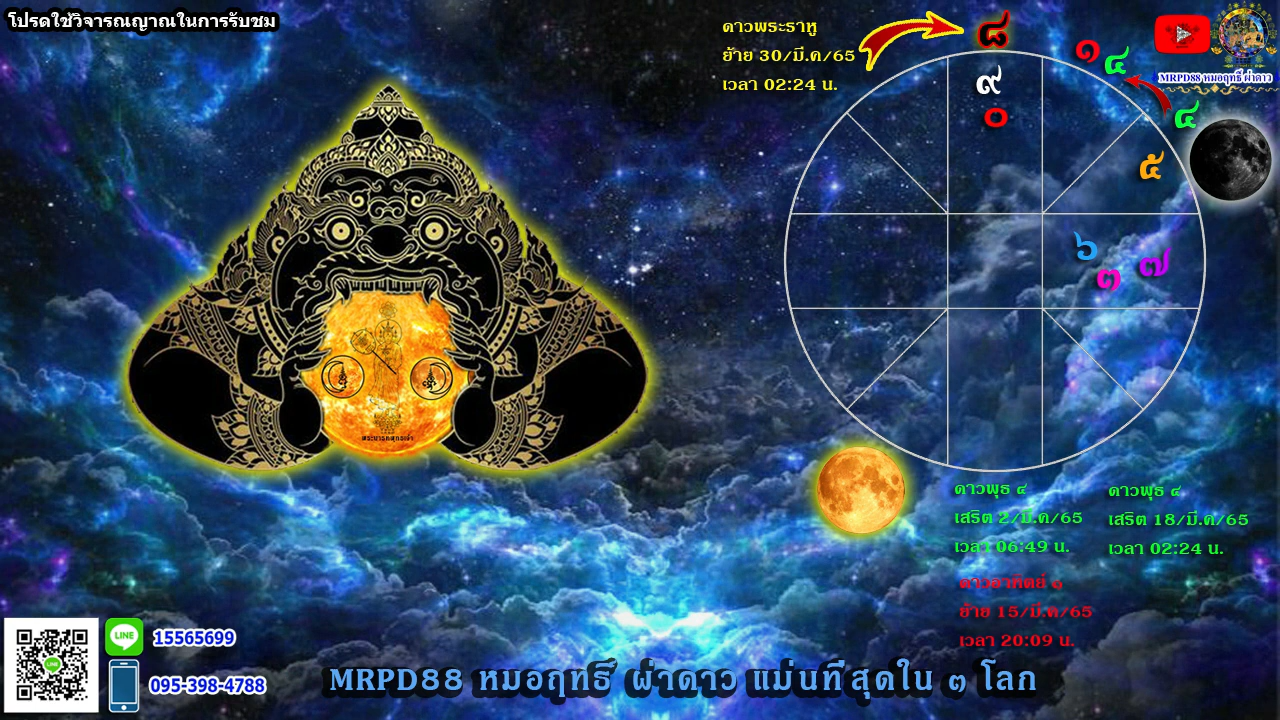 โปรดใช้วิจารณญาณในการรับชม
ดาวพระราหู
ย้าย 30/มี.ค/65
เวลา 02:24 น.
๘
๙
๐
๑
๔
๔
๕
๖
๓
๗
MRPD88 หมอฤทธิ์ ผ่าดาว
ดาวพุธ ๔
เสริต 2/มี.ค/65
เวลา 06:49 น.
ดาวพุธ ๔
เสริต 18/มี.ค/65
เวลา 02:24 น.
ดาวอาทิตย์ ๑
ย้าย 15/มี.ค/65
เวลา 20:09 น.
LINE
15565699
095-398-4788
MRPD88 หมอฤทธิ์ ผ่าดาว แม่นที่สุดใน ๓ โลก